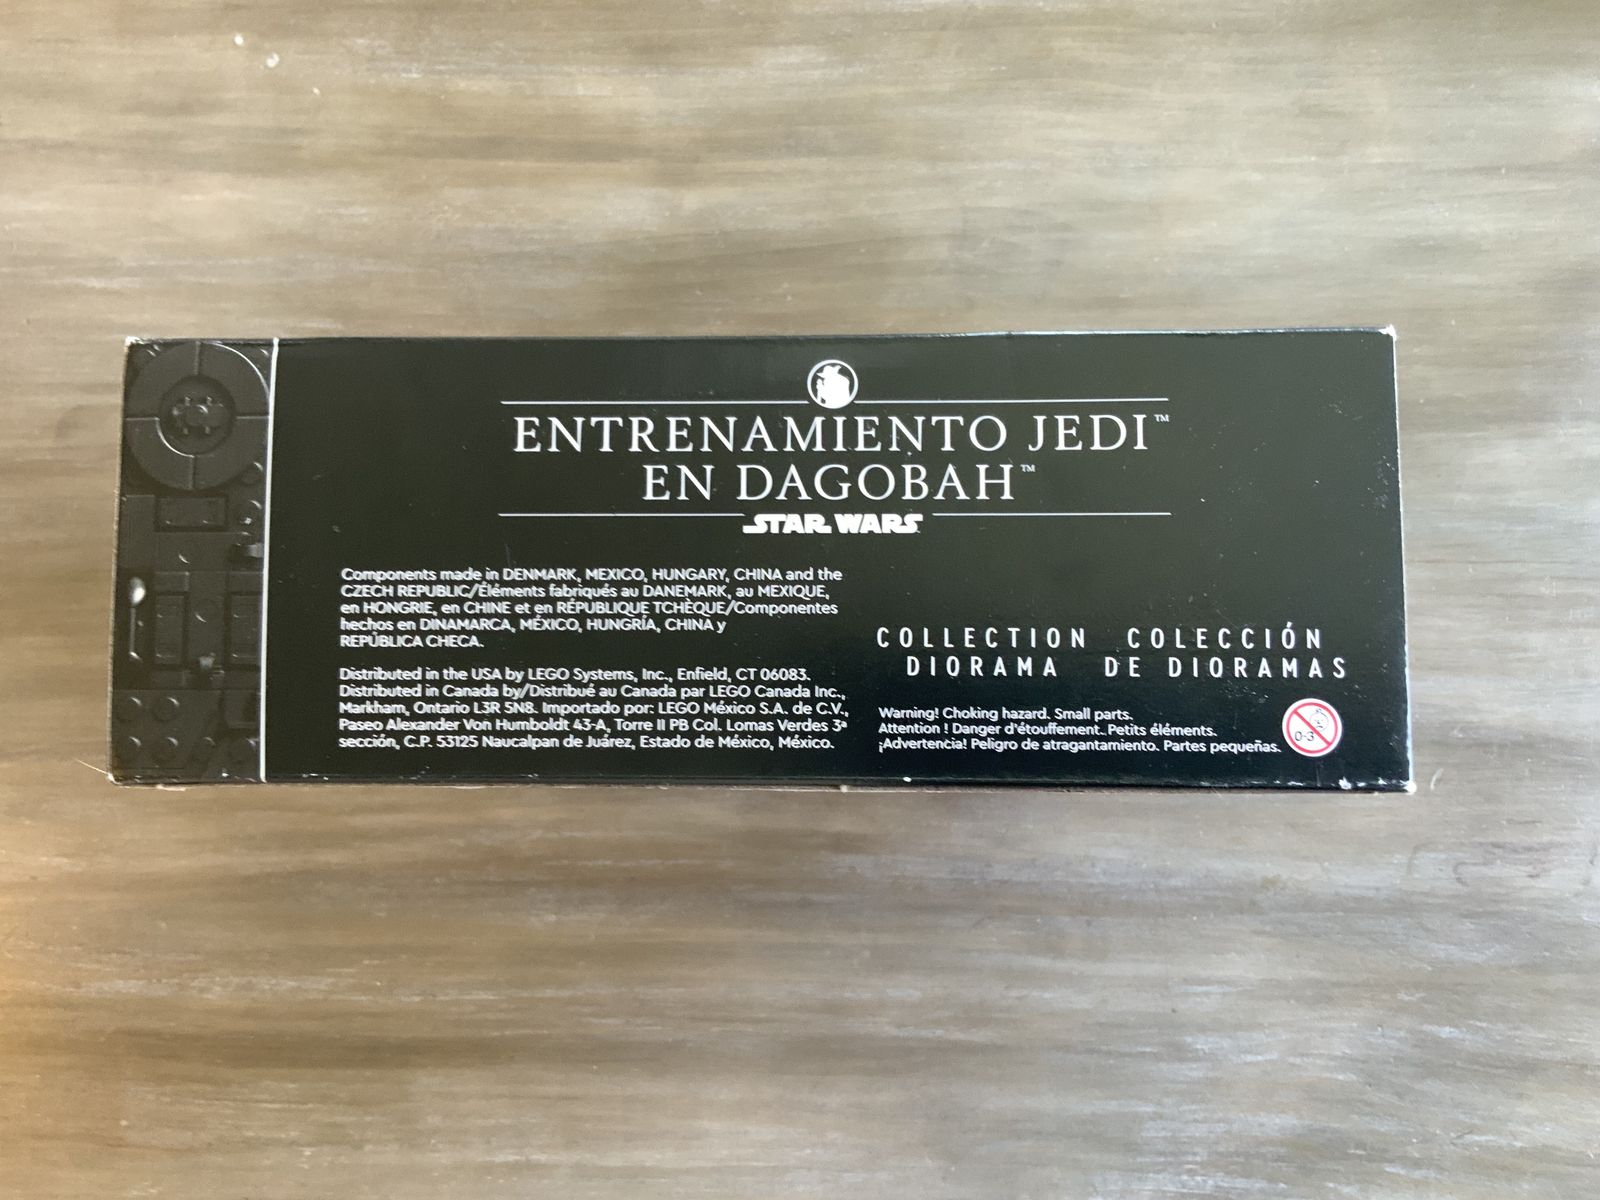 ENTRENAMIENTO JEDI™
EN DAGOBAH™
STAR WARS
Components made in DENMARK, MEXICO, HUNGARY, CHINA and the
CZECH REPUBLIC/Éléments fabriqués au DANEMARK, au MEXIQUE,
en HONGRIE, en CHINE et en RÉPUBLIQUE TCHÈQUE/Componentes
hechos en DINAMARCA, MÉXICO, HUNGRÍA, CHINA y
REPÚBLICA CHECA.
Distributed in the USA by LEGO Systems, Inc., Enfield, CT 06083.
Distributed in Canada by/Distribué au Canada par LEGO Canada Inc.,
Markham, Ontario L3R 5N8. Importado por: LEGO México S.A. de C.V.,
Paseo Alexander Von Humboldt 43-A, Torre II PB Col. Lomas Verdes 3ª
sección, C.P. 53125 Naucalpan de Juárez, Estado de México, México.
COLLECTION
DIORAMA
COLECCIÓN
DE DIORAMAS
Warning! Choking hazard. Small parts.
Attention ! Danger d'étouffement. Petits éléments.
¡Advertencia! Peligro de atragantamiento. Partes pequeñas.
0-3